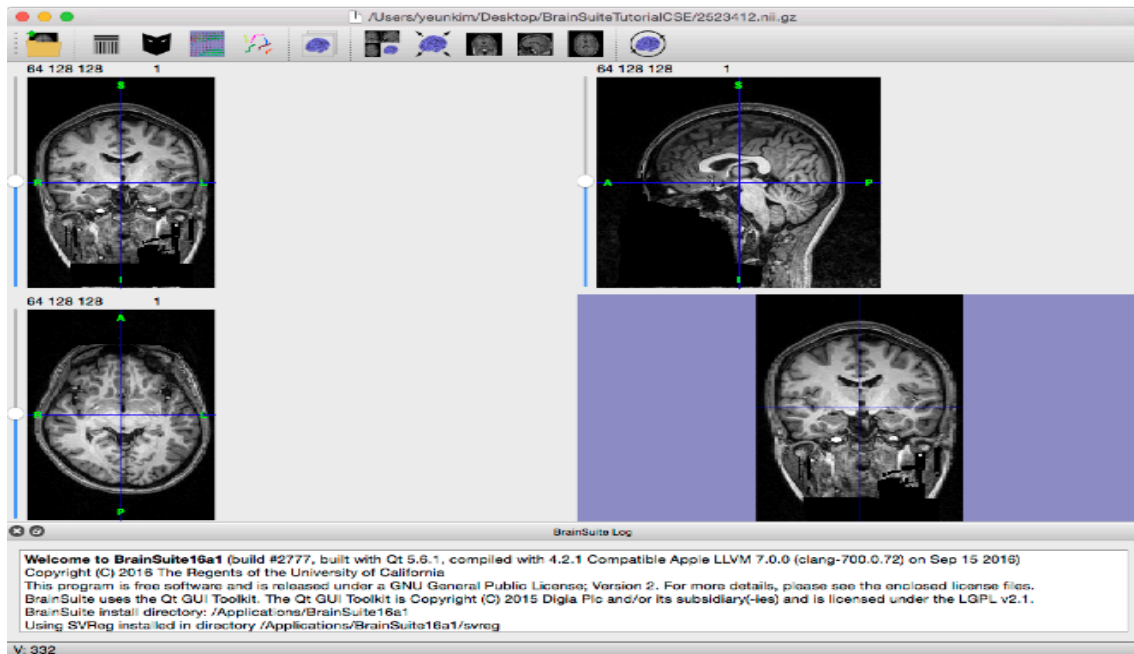 /Users/yeunkim/Desktop/BrainSuiteTutorialCSE/2523412.nii.gz
64 128 128 1
64 128 128 1
S
S
R
L
A
P
I
I
64 128 128 1
A
R
L
P
BrainSuite Log
Welcome to BrainSuite16a1 (build #2777, built with Qt 5.6.1, compiled with 4.2.1 Compatible Apple LLVM 7.0.0 (clang-700.0.72) on Sep 15 2016)
Copyright (C) 2016 The Regents of the University of California
This program is free software and is released under a GNU General Public License; Version 2. For more details, please see the enclosed license files.
BrainSuite uses the Qt GUI Toolkit. The Qt GUI Toolkit is Copyright (C) 2015 Digia Plc and/or its subsidiary(-ies) and is licensed under the LGPL v2.1.
BrainSuite install directory: /Applications/BrainSuite16a1
Using SVReg installed in directory /Applications/BrainSuite16a1/svreg
V: 332